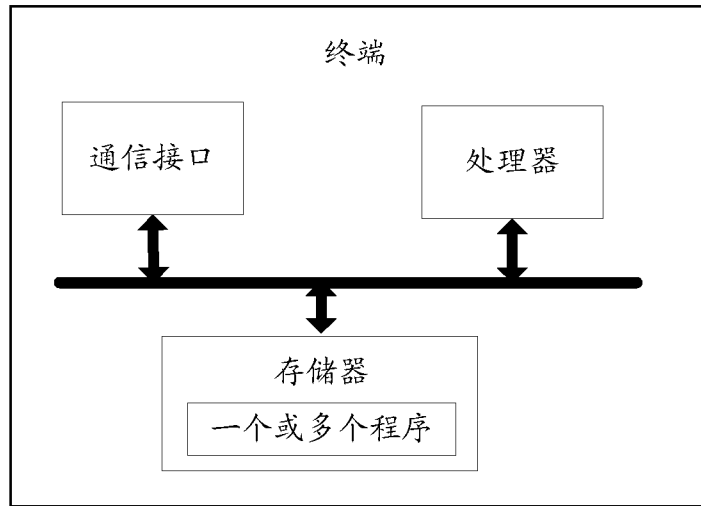 终端
通信接口
处理器
存储器
一个或多个程序